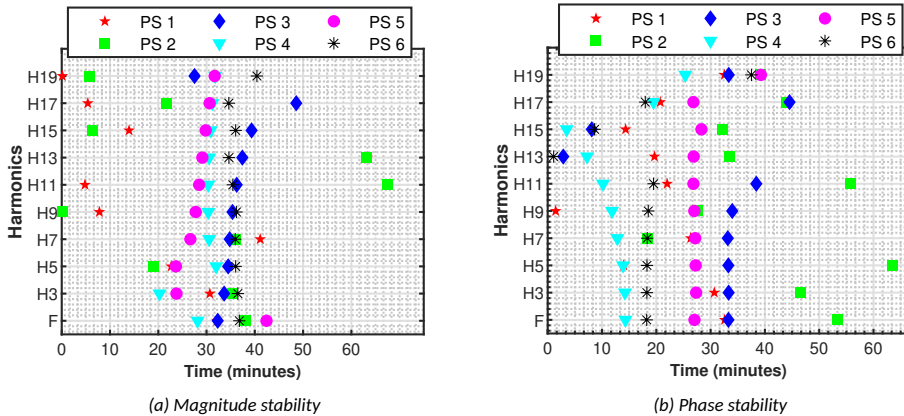 PS 1 PS 3 PS 5
PS 2 PS 4 PS 6
H19
H17
H15
H13
H11
H9
H7
H5
H3
F
Harmonics
0 10 20 30 40 50 60
Time (minutes)
(a) Magnitude stability
PS 1 PS 3 PS 5
PS 2 PS 4 PS 6
H19
H17
H15
H13
H11
H9
H7
H5
H3
F
Harmonics
0 10 20 30 40 50 60
Time (minutes)
(b) Phase stability